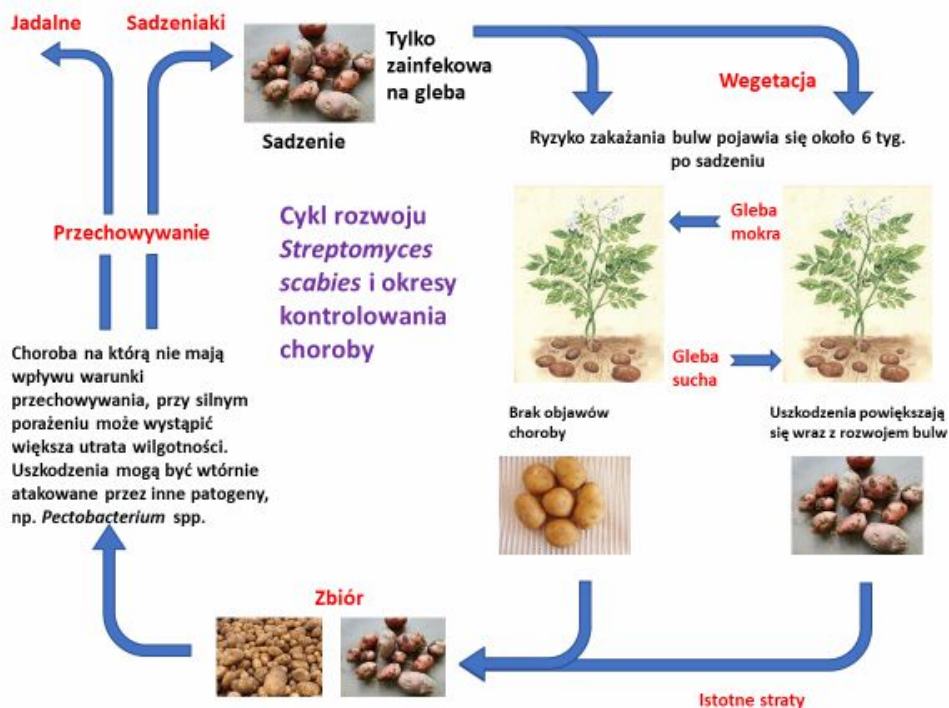 Jadalne
Sadzeniaki
Tylko
zainfekowa
na gleba
Sadzenie
Wegetacja
Ryzyko zakażania bulw pojawia się około 6 tyg.
po sadzeniu
Gleba
mokra
Gleba
sucha
Przechowywanie
Cykl rozwoju
Streptomyces
scabies i okresy
kontrolowania
choroby
Choroba na którą nie mają
wpływu warunki
przechowywania, przy silnym
porażeniu może wystąpić
większa utrata wilgotności.
Uszkodzenia mogą być wtórnie
atakowane przez inne patogeny,
np. Pectobacterium spp.
Brak objawów
choroby
Uszkodzenia powiększają
się wraz z rozwojem bulw
Zbiór
Istotne straty